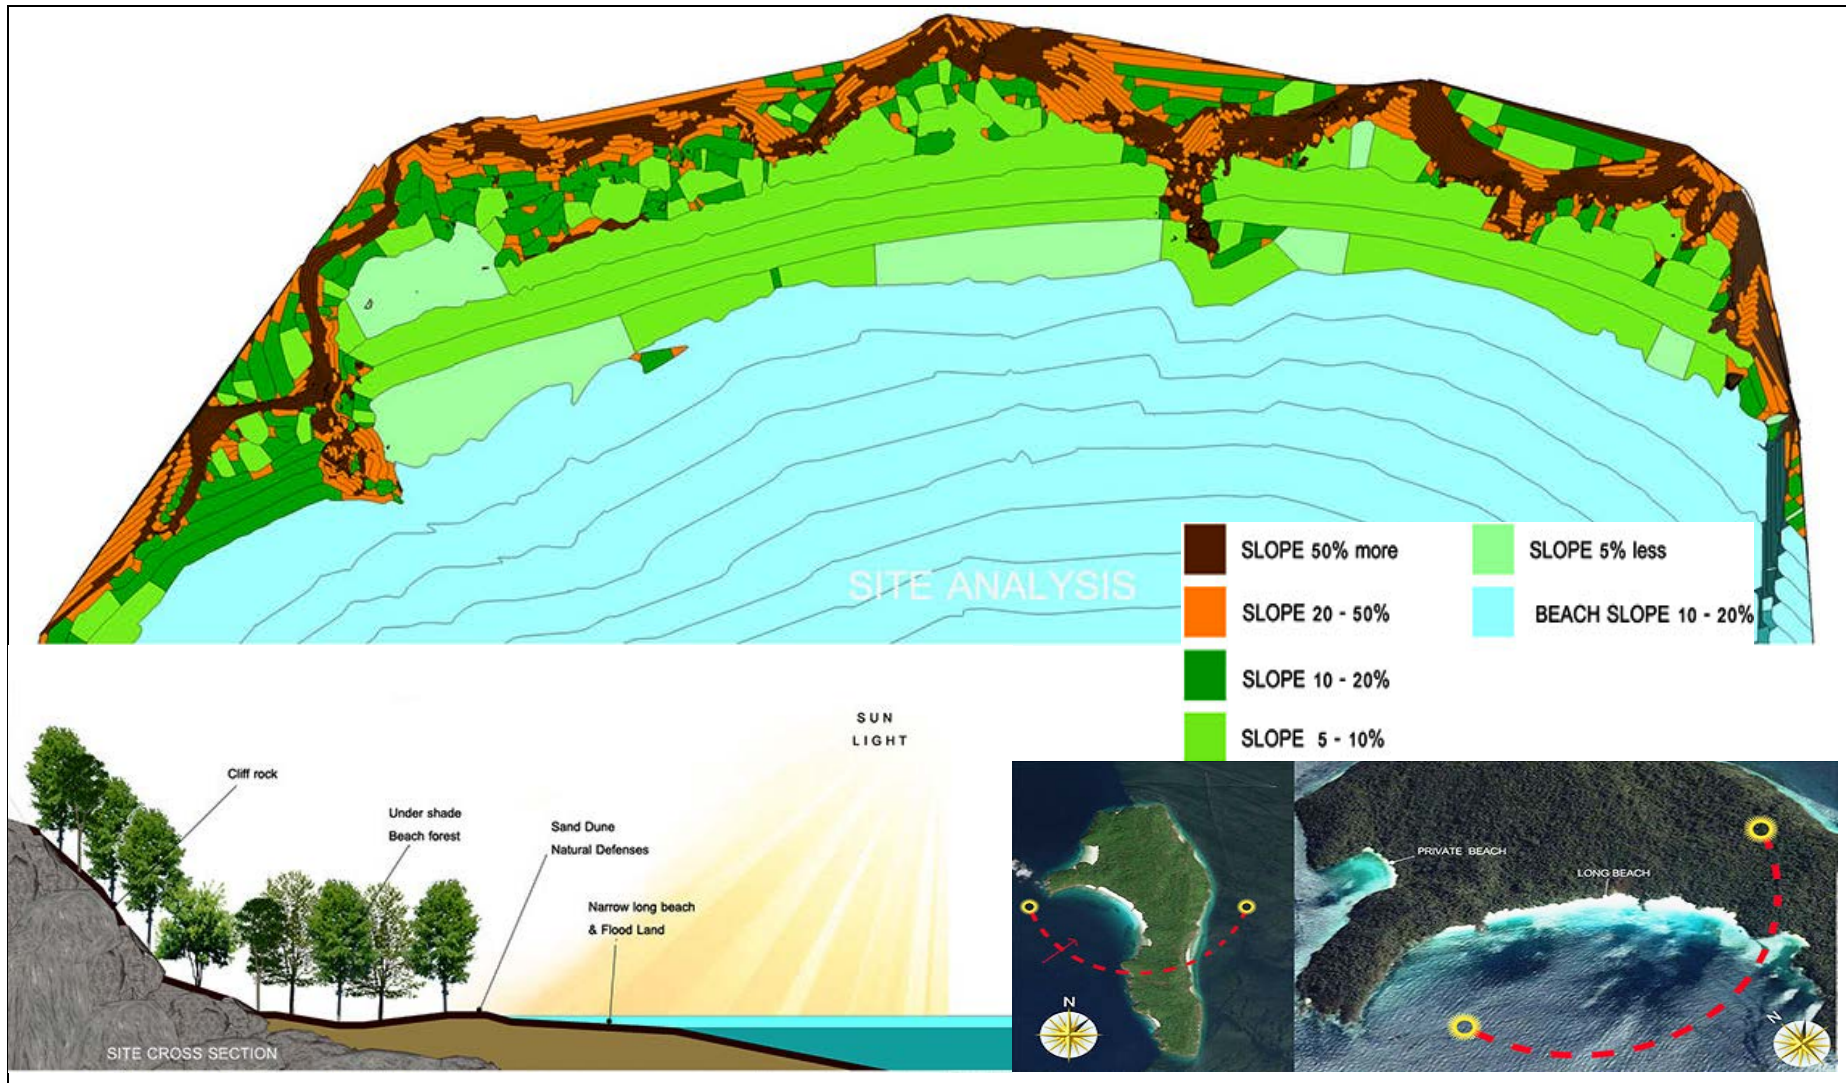 SITE ANALYSIS
SLOPE 50% more
SLOPE 20 - 50%
SLOPE 10 - 20%
SLOPE 5 - 10%
SLOPE 5% less
BEACH SLOPE 10 - 20%
SUN
LIGHT
Cliff rock
Under shade
Beach forest
Sand Dune
Natural Defenses
Narrow long beach
& Flood Land
SITE CROSS SECTION
N
PRIVATE BEACH
LONG BEACH
N